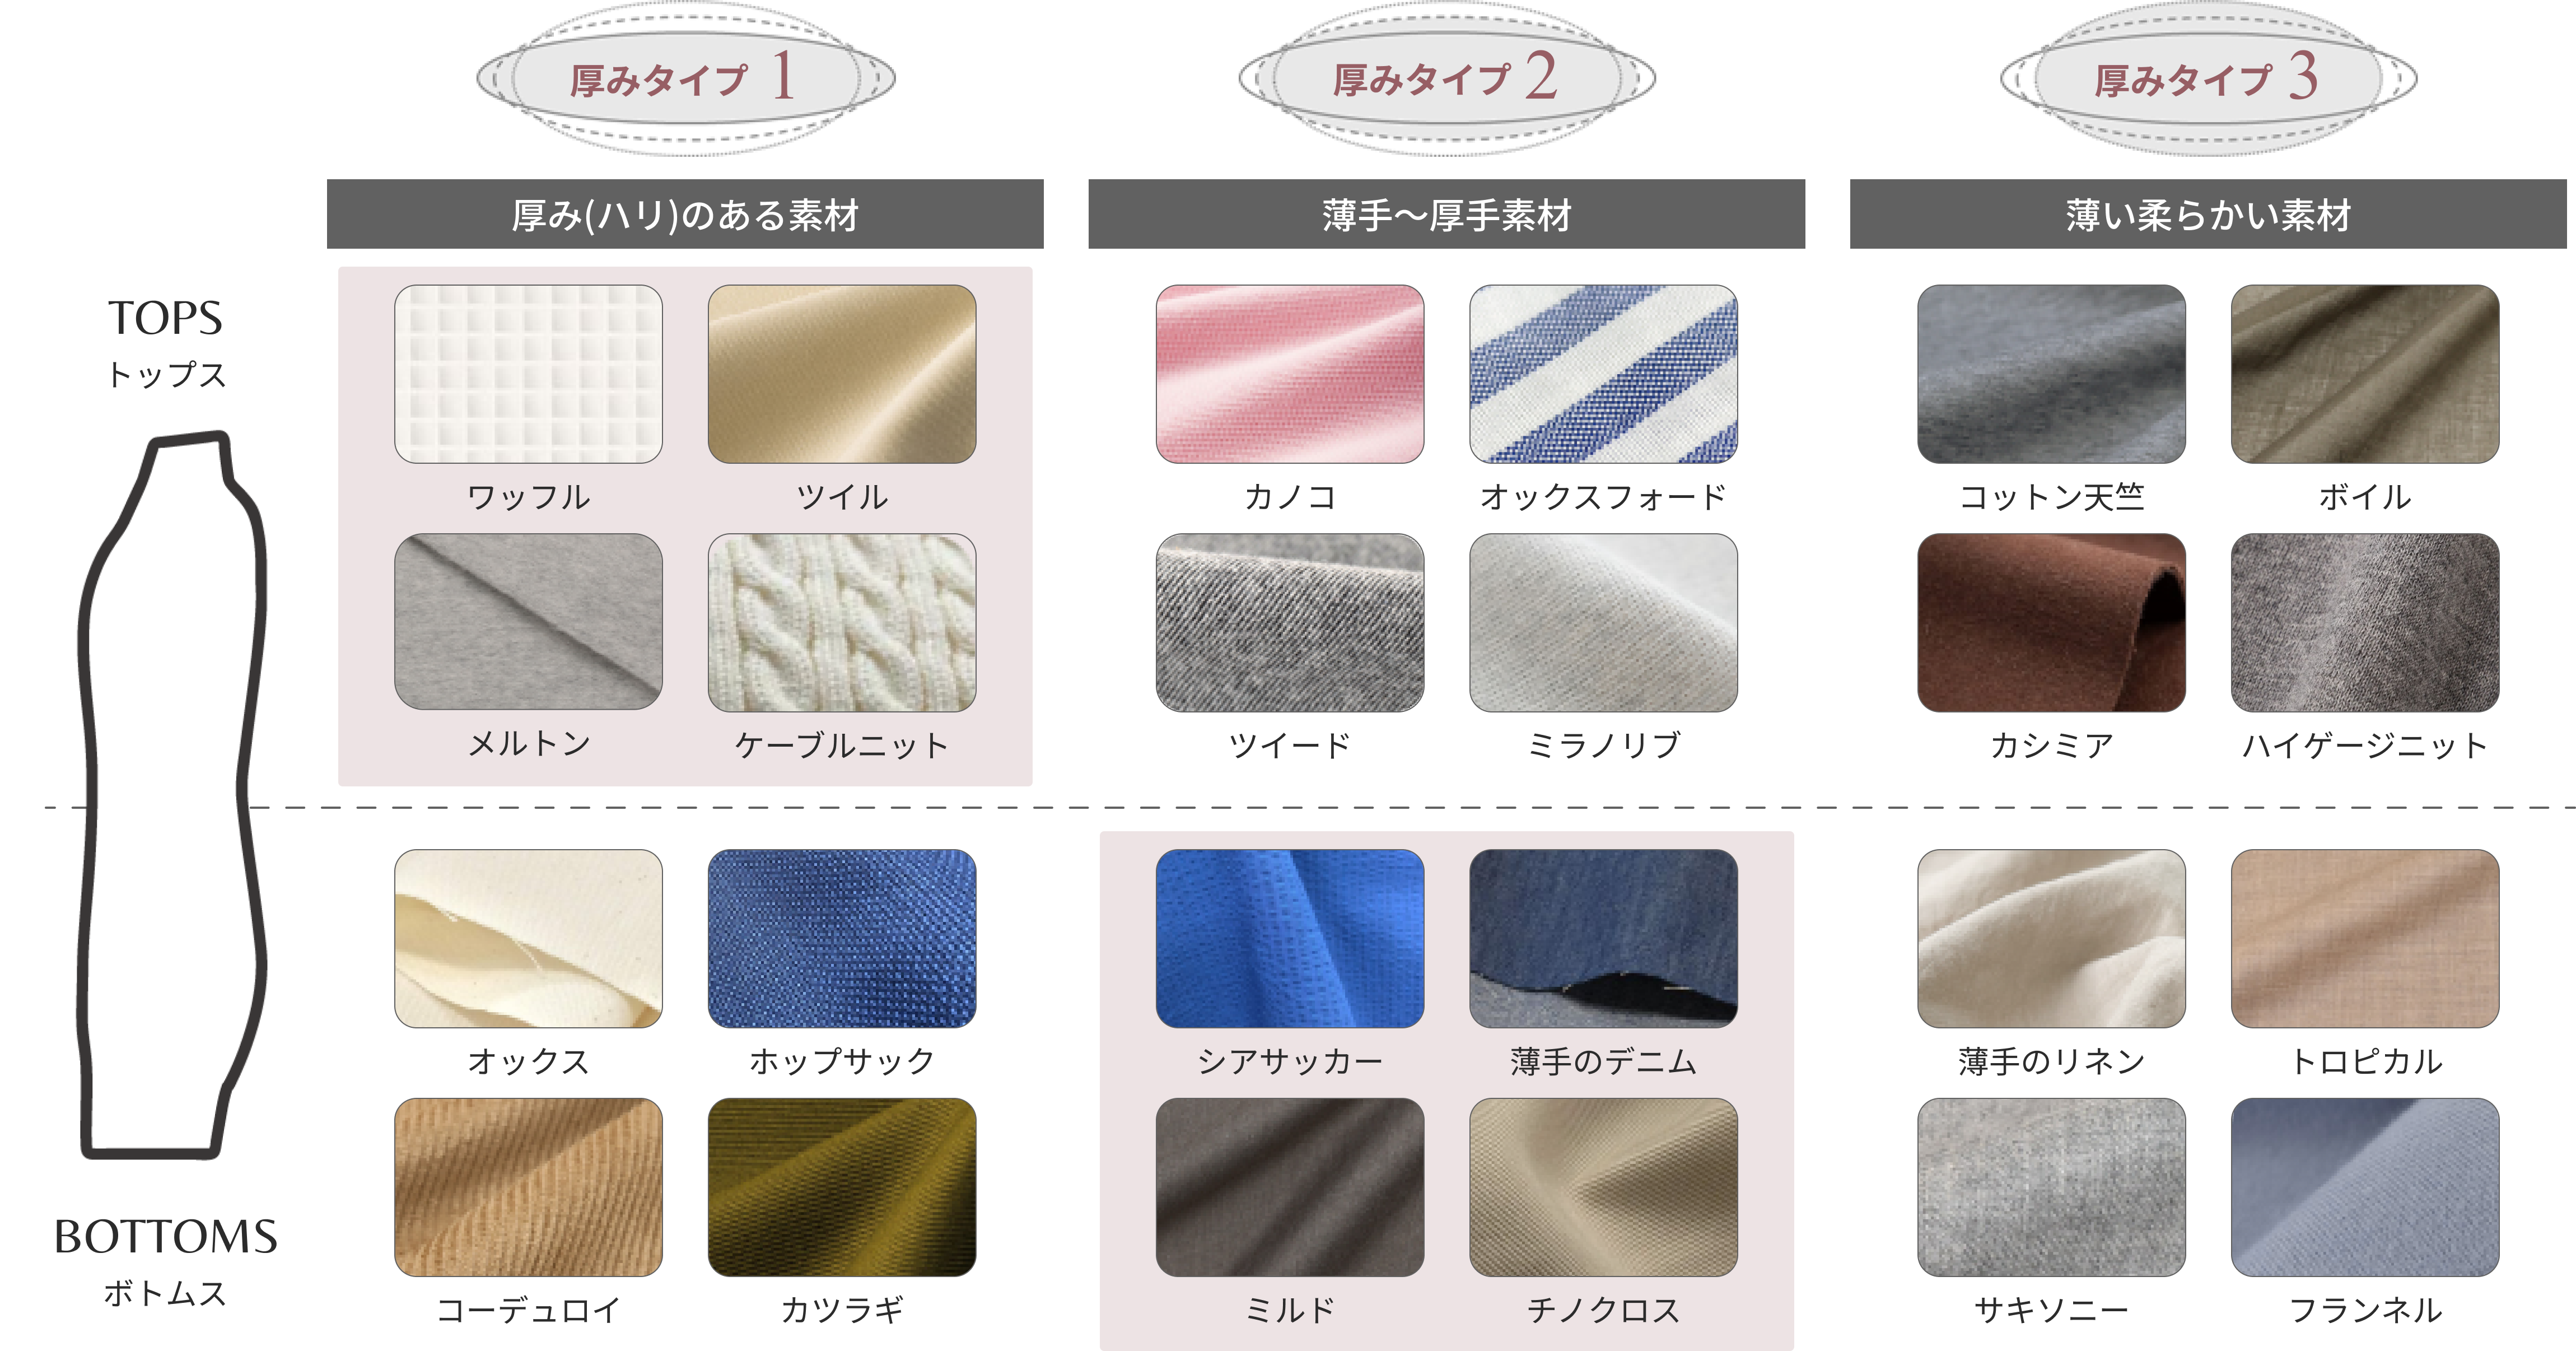 厚みタイプ 1
厚みタイプ 2
厚みタイプ 3
厚み(ハリ)のある素材
薄手～厚手素材
薄い柔らかい素材
TOPS
トップス
ワッフル
ツイル
カノコ
オックスフォード
コットン天竺
ボイル
メルトン
ケーブルニット
ツイード
ミラノリブ
カシミア
ハイゲージニット
オックス
ホップサック
シアサッカー
薄手のデニム
薄手のリネン
トロピカル
BOTTOMS
ボトムス
コーデュロイ
カツラギ
ミルド
チノクロス
サキソニー
フランネル